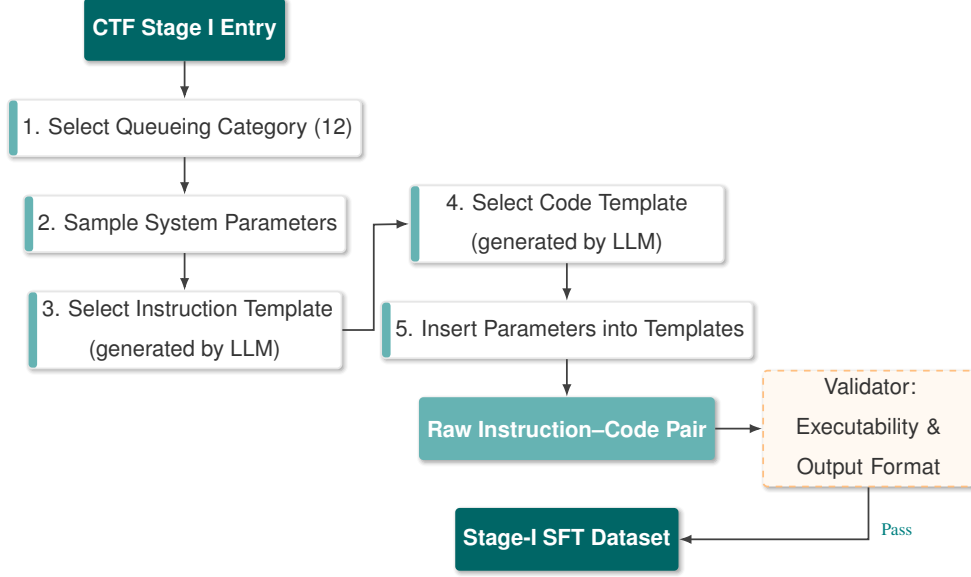 CTF Stage I Entry
1. Select Queueing Category (12)
2. Sample System Parameters
3. Select Instruction Template
(generated by LLM)
4. Select Code Template
(generated by LLM)
5. Insert Parameters into Templates
Raw Instruction–Code Pair
Validator:
Executability &
Output Format
Pass
Stage-I SFT Dataset